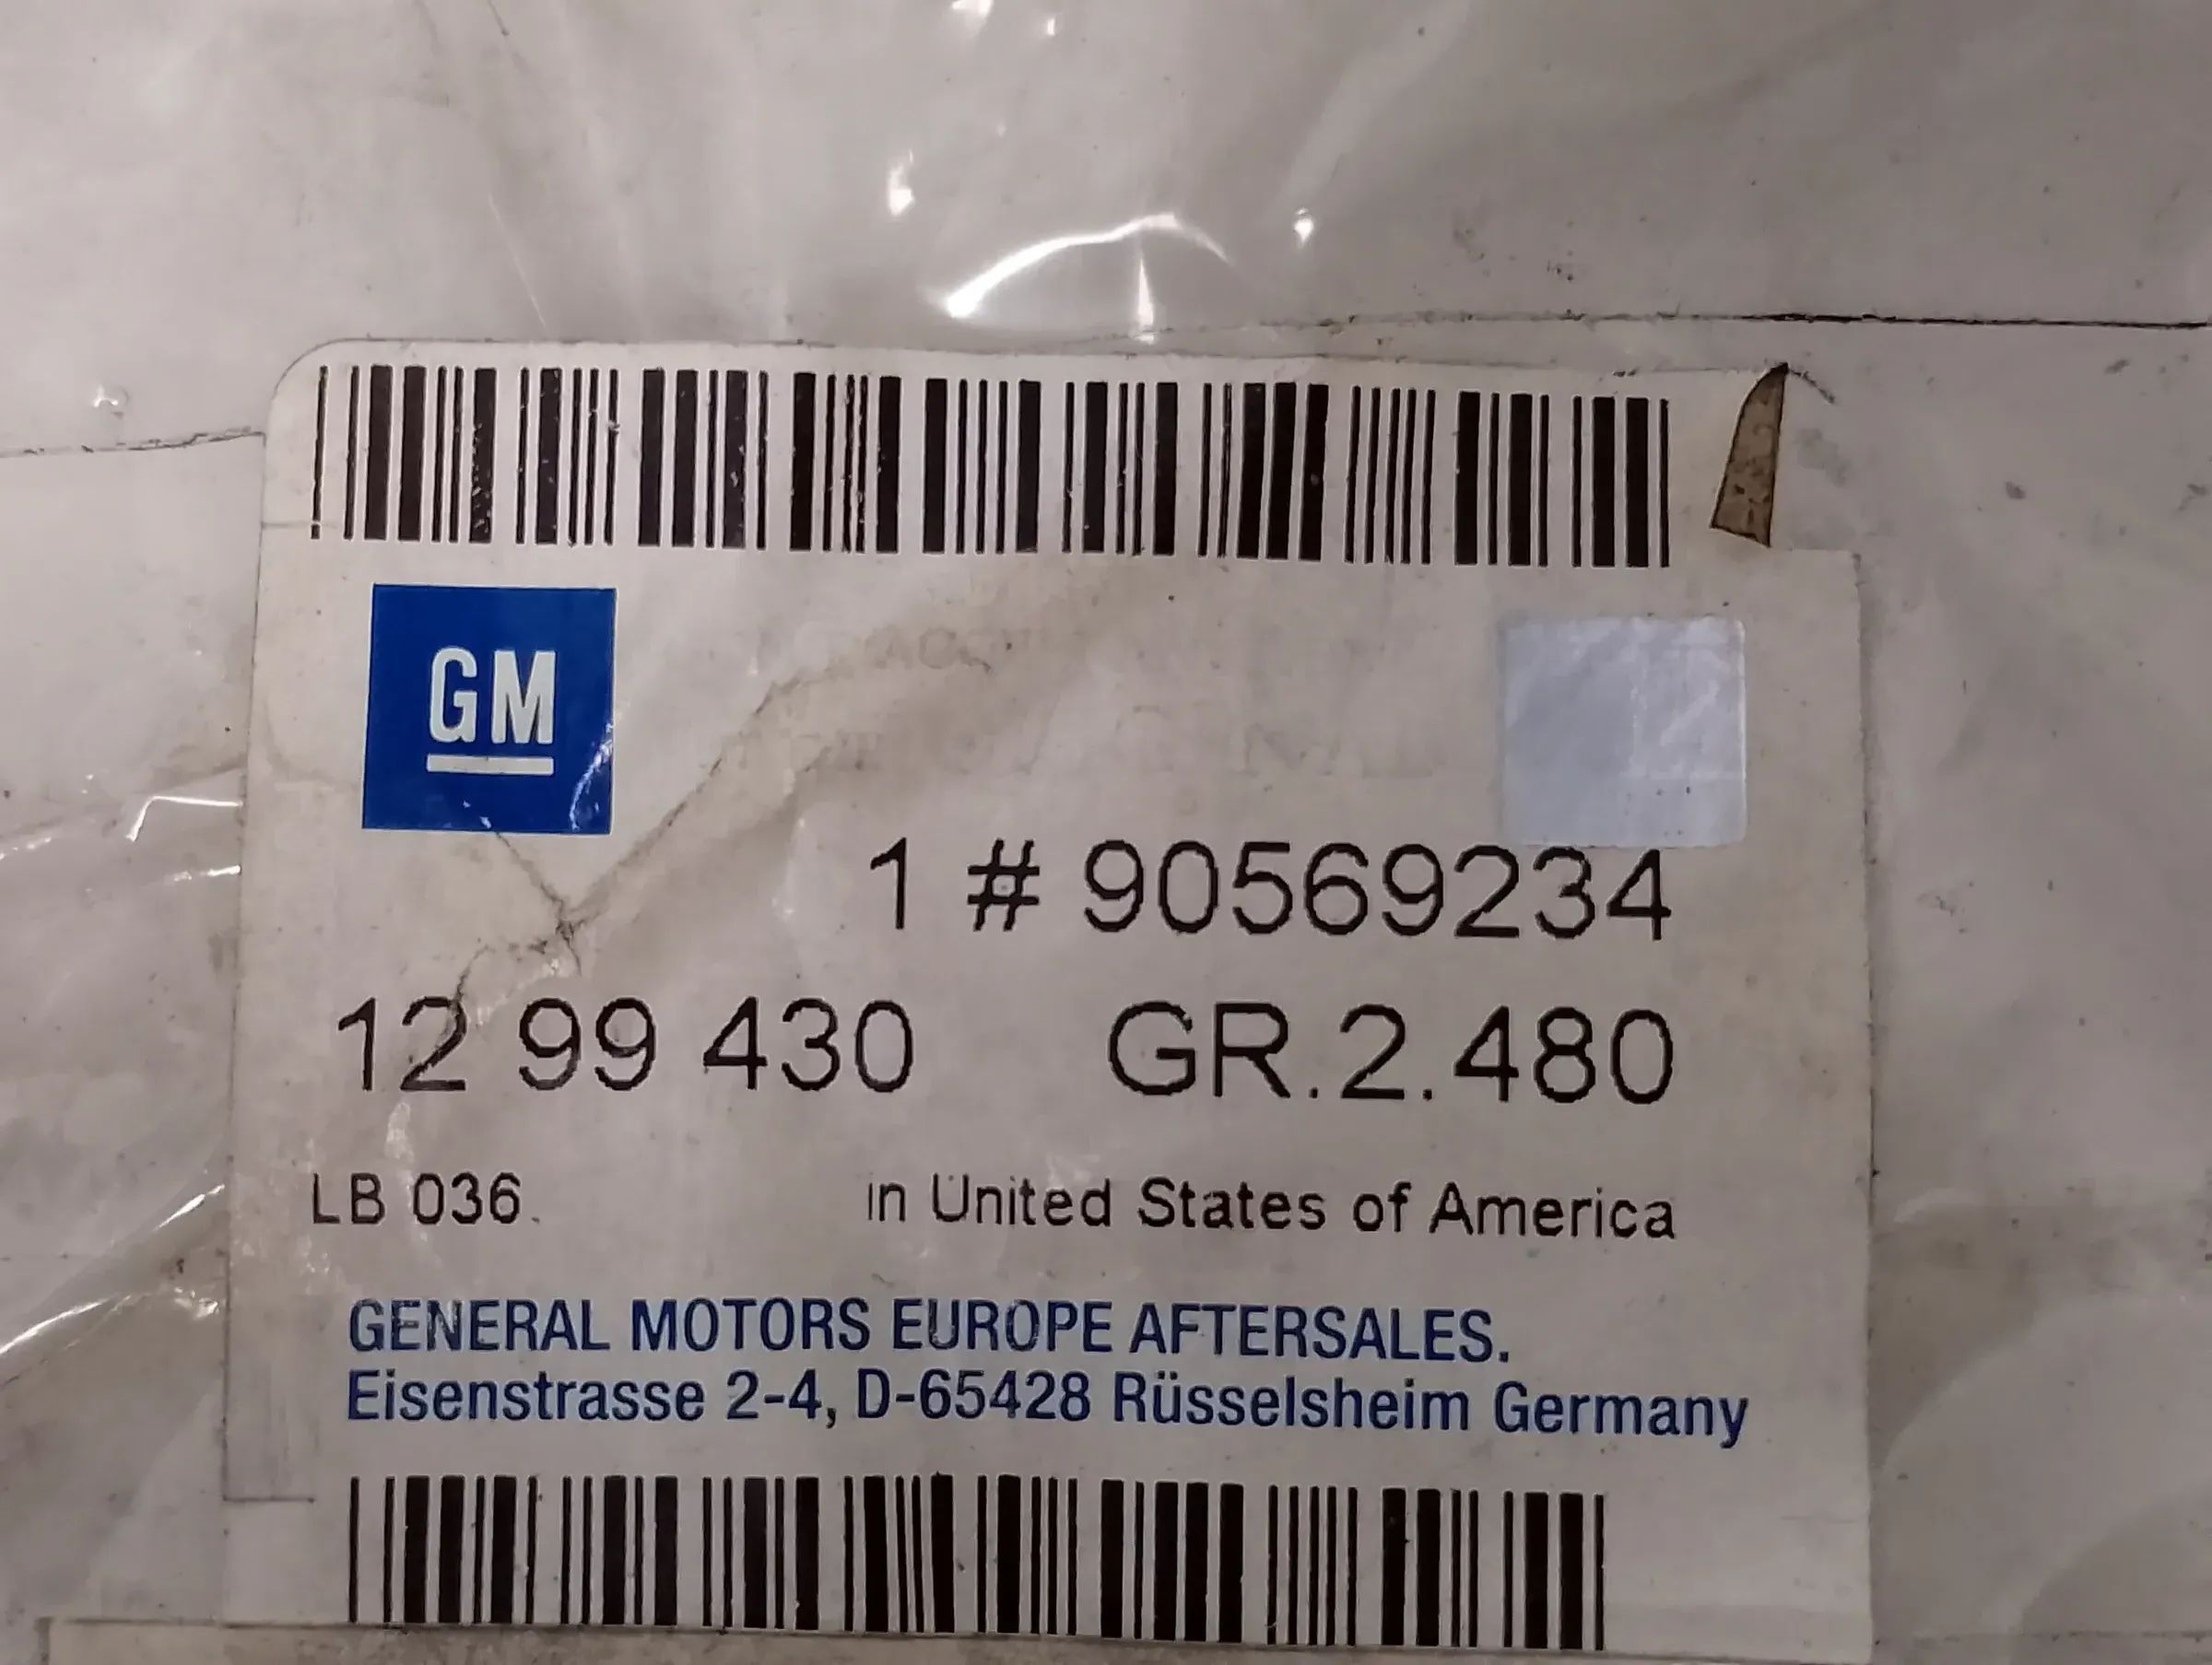 GM
1 # 90569234
12 99 430 GR.2.480
LB 036. in United States of America
GENERAL MOTORS EUROPE AFTERSALES.
Eisenstrasse 2-4, D-65428 Rüsselsheim Germany